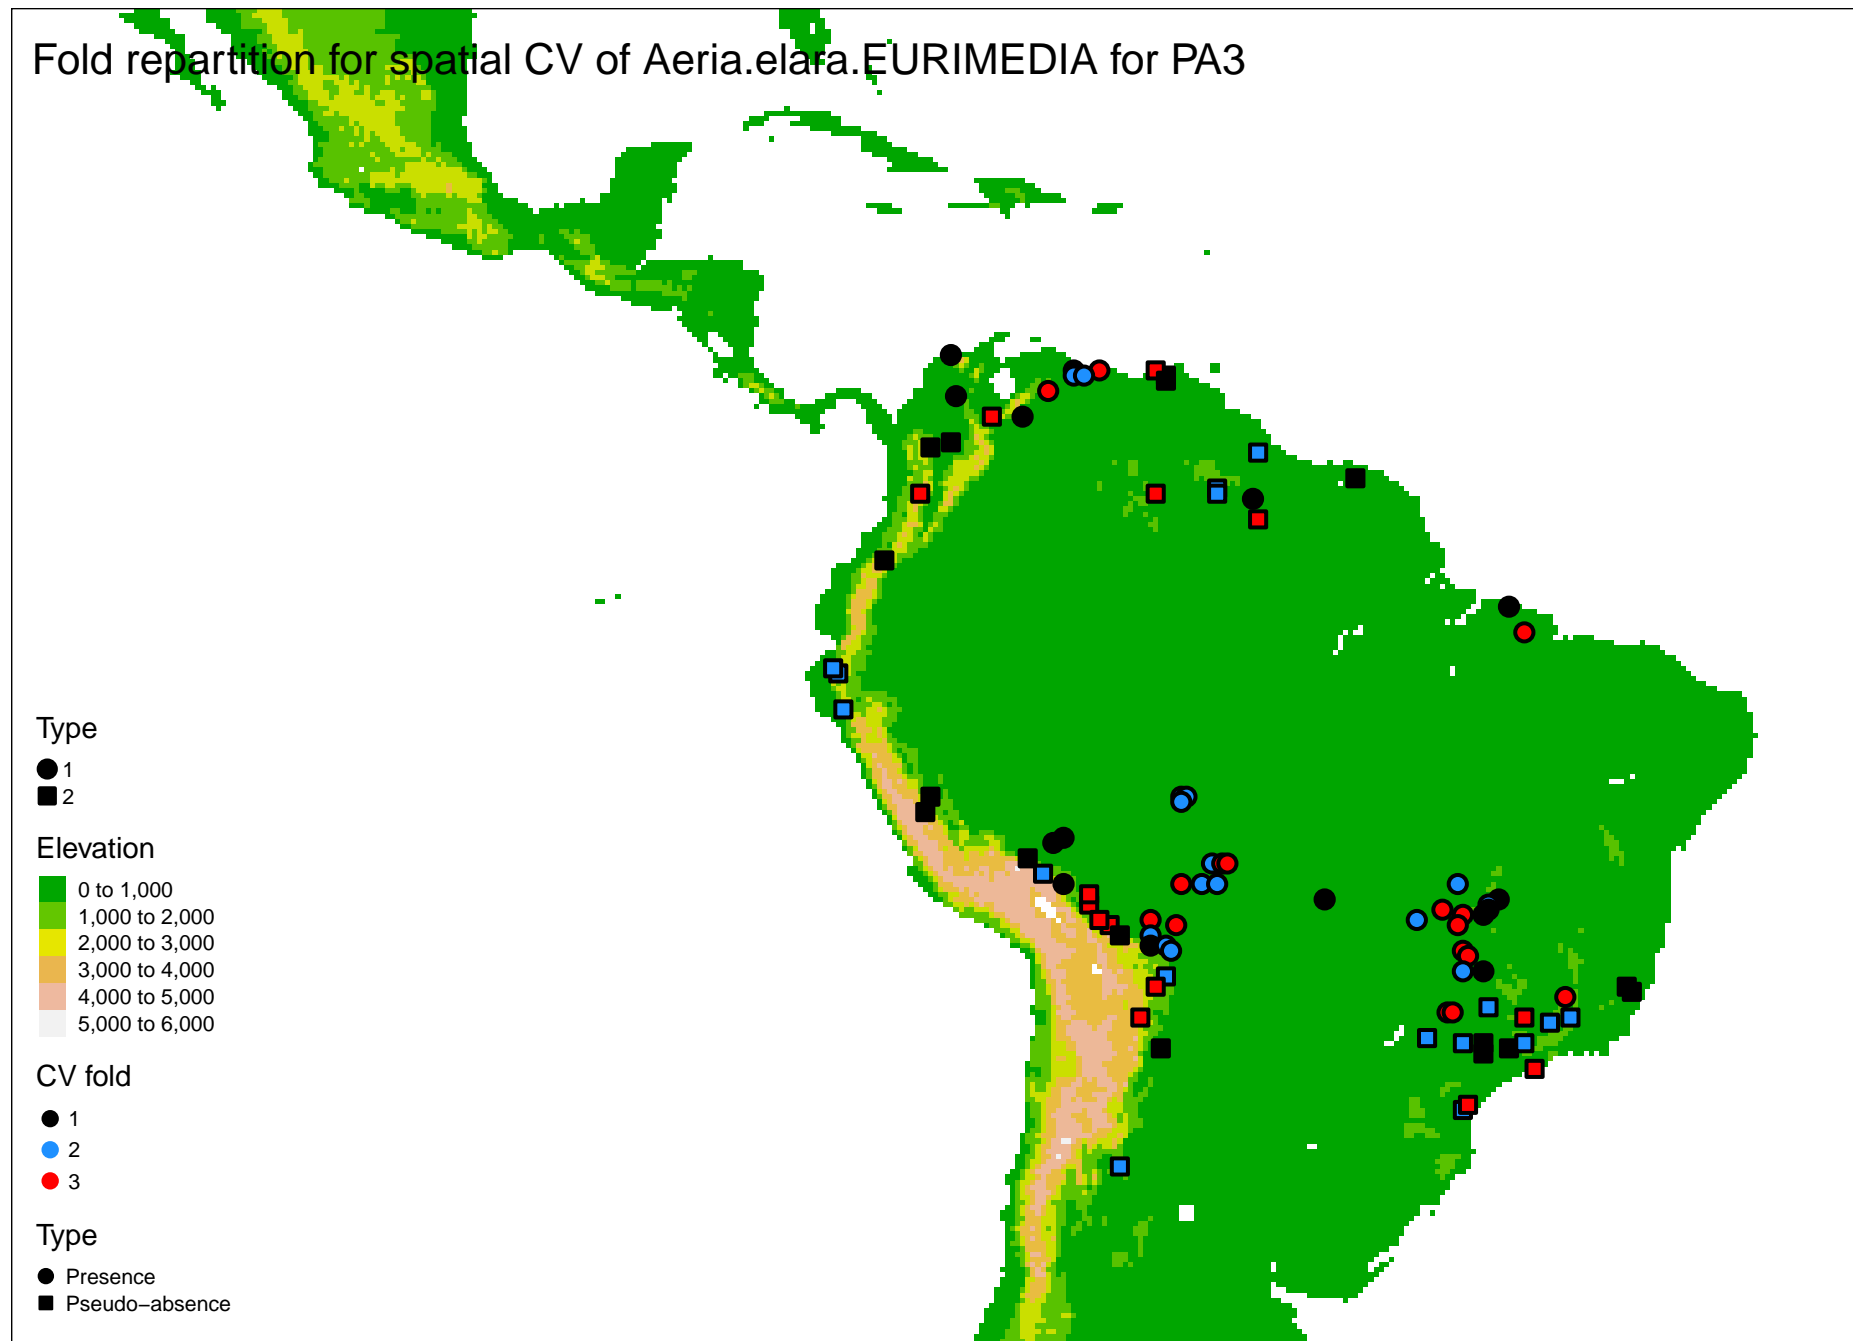 Fold repartition for spatial CV of Aeria.elara.EURIMEDIA for PA3
Type
1
2
Elevation
0 to 1,000
1,000 to 2,000
2,000 to 3,000
3,000 to 4,000
4,000 to 5,000
5,000 to 6,000
CV fold
1
2
3
Type
Presence
Pseudo−absence